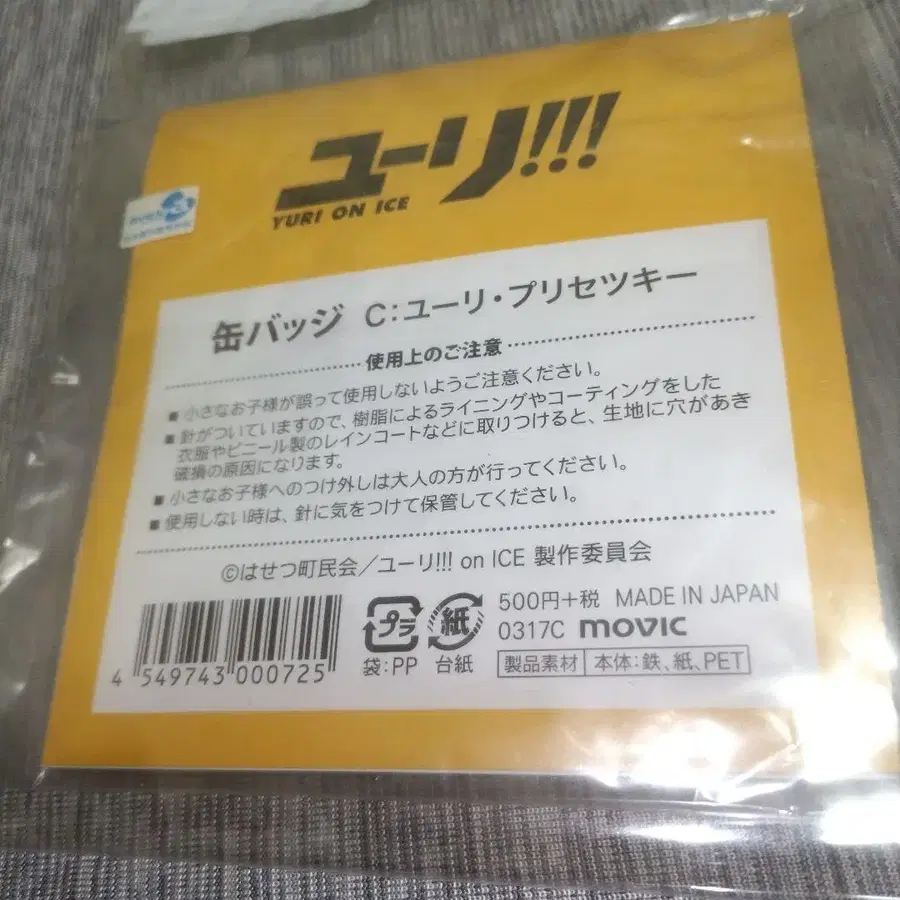 ユーリ!!!
YURI ON ICE
缶バッジ C:ユーリ・プリセツキー
使用上のご注意
■ 小さなお子様が誤って使用しないようご注意ください。
■ 針がついていますので、樹脂によるライニングやコーティングをした
衣服やビニール製のレインコートなどに取りつけると、生地に穴があき
破損の原因になります。
■ 小さなお子様へのつけ外しは大人の方が行ってください。
■ 使用しない時は、針に気をつけて保管してください。
©はせつ町民会/ユーリ!!! on ICE 製作委員会
4 549743 000725
プラ
袋:PP
紙
台紙
500円+税 MADE IN JAPAN
0317C movic
製品素材 本体:鉄、紙、PET